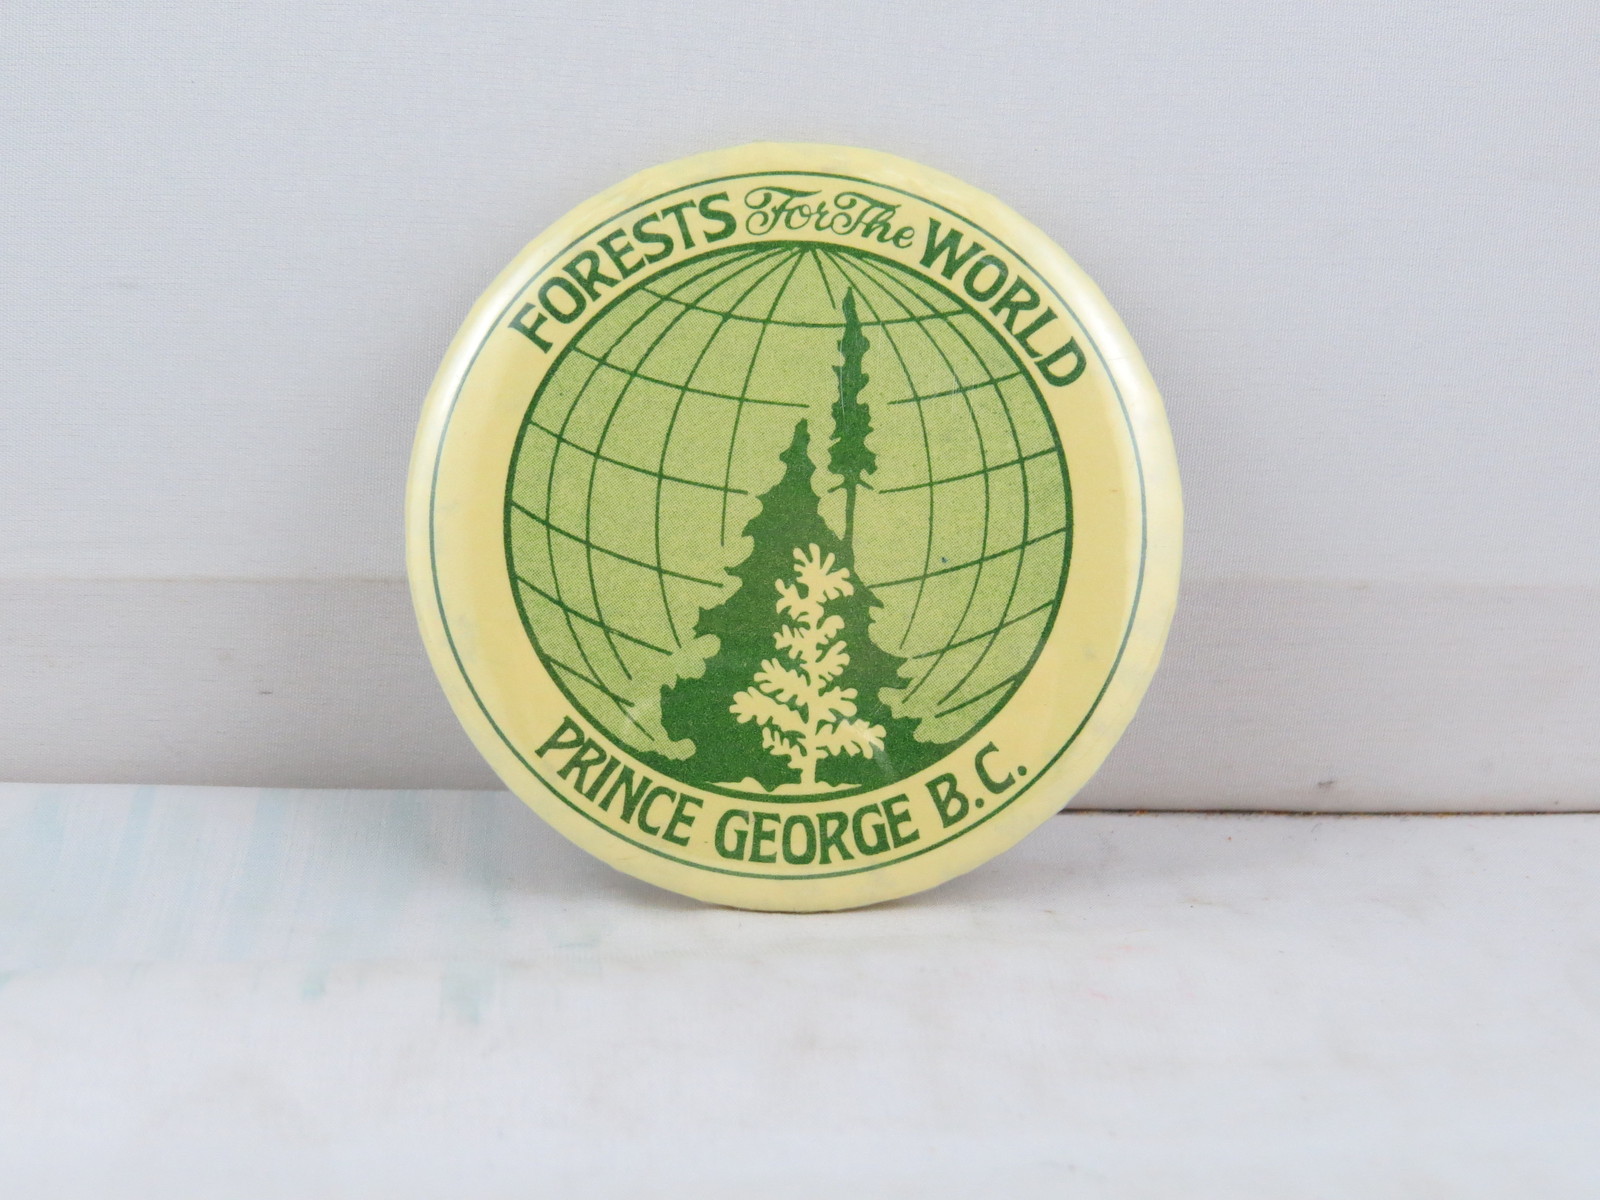 FORESTS For The WORLD
PRINCE GEORGE B.C.